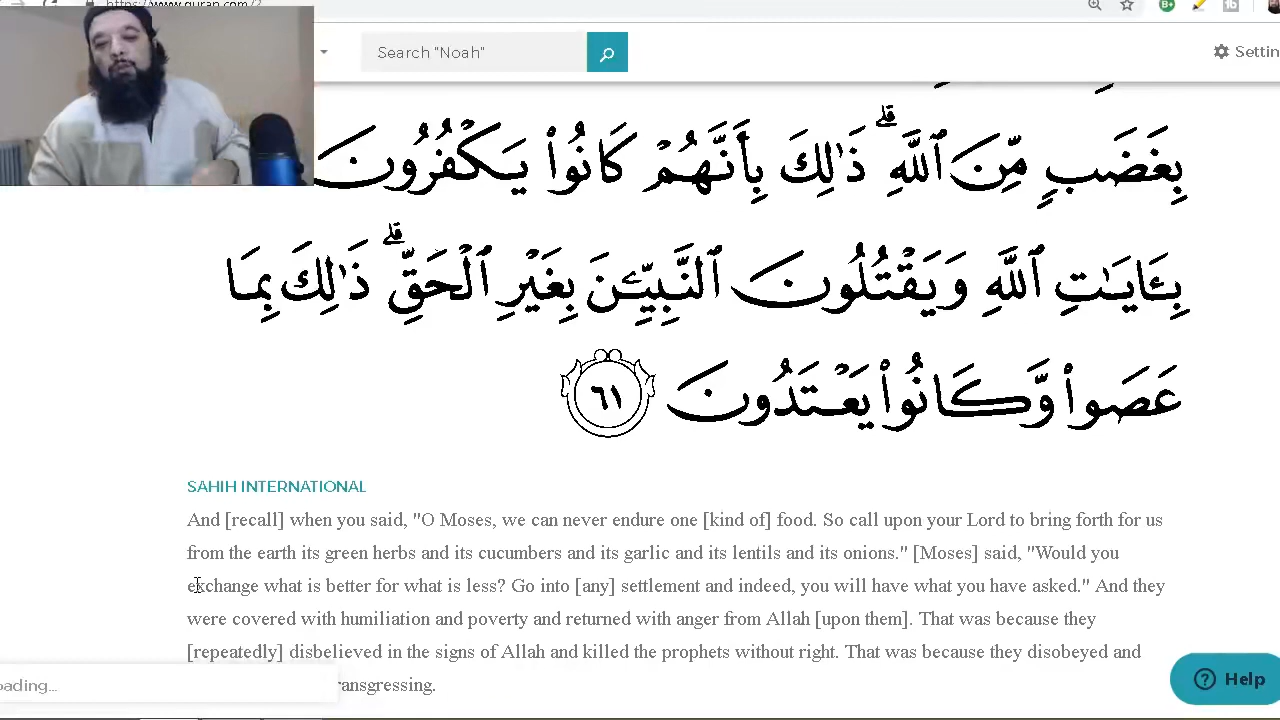 https://www.quran.com/2
Search "Noah"
Settin
بِغَضَبٍ مِّنَ ٱللَّهِ ۗ ذَٰلِكَ بِأَنَّهُمْ كَانُوا۟ يَكْفُرُونَ
بِـَٔايَـٰتِ ٱللَّهِ وَيَقْتُلُونَ ٱلنَّبِيِّـۧنَ بِغَيْرِ ٱلْحَقِّ ۗ ذَٰلِكَ بِمَا
عَصَوا۟ وَّكَانُوا۟ يَعْتَدُونَ ٦١
SAHIH INTERNATIONAL
And [recall] when you said, "O Moses, we can never endure one [kind of] food. So call upon your Lord to bring forth for us
from the earth its green herbs and its cucumbers and its garlic and its lentils and its onions." [Moses] said, "Would you
exchange what is better for what is less? Go into [any] settlement and indeed, you will have what you have asked." And they
were covered with humiliation and poverty and returned with anger from Allah [upon them]. That was because they
[repeatedly] disbelieved in the signs of Allah and killed the prophets without right. That was because they disobeyed and
ransgressing.
oading...
Help